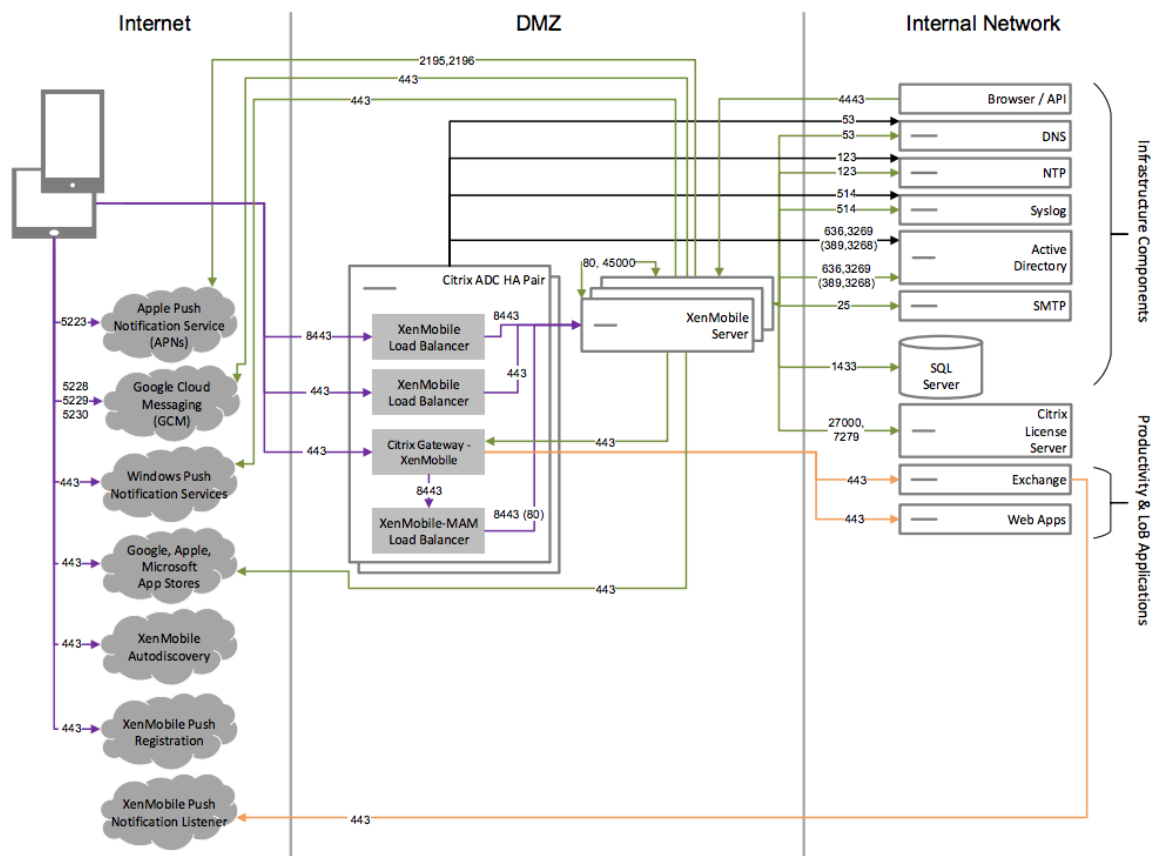 Internet
DMZ
Internal Network
2195,2196
443
443
4443
Browser / API
53
53
DNS
123
123
NTP
514
514
Syslog
636,3269
(389,3268)
636,3269
(389,3268)
Active
Directory
25
SMTP
1433
SQL
Server
27000,
7279
Citrix
License
Server
443
Exchange
443
Web Apps
Infrastructure Components
Productivity & LoB Applications
80, 45000
Citrix ADC HA Pair
XenMobile
Server
8443
XenMobile
Load Balancer
8443
443
XenMobile
Load Balancer
443
443
Citrix Gateway -
XenMobile
443
8443
XenMobile-MAM
Load Balancer
8443 (80)
443
5223
Apple Push
Notification Service
(APNs)
5228
5229
5230
Google Cloud
Messaging
(GCM)
443
Windows Push
Notification Services
443
Google, Apple,
Microsoft
App Stores
443
XenMobile
Autodiscovery
443
XenMobile Push
Registration
XenMobile Push
Notification Listener
443